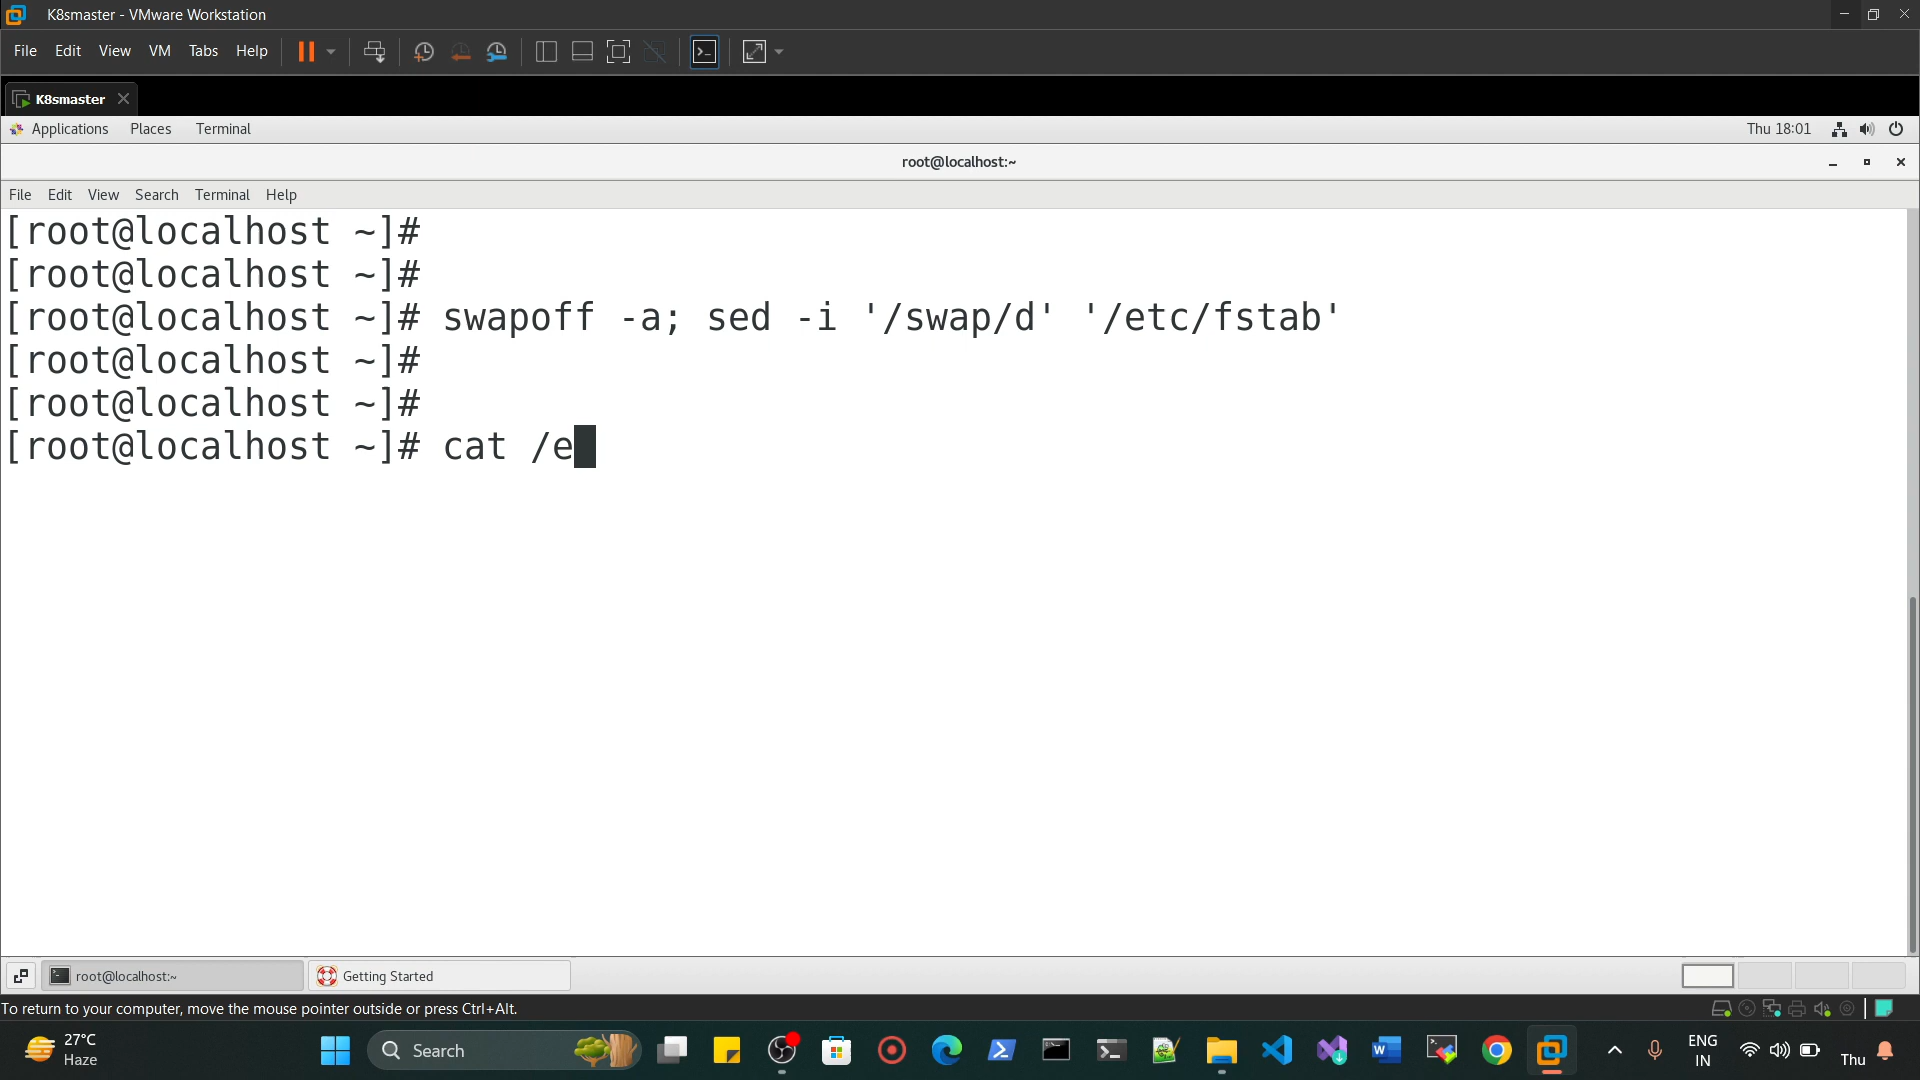 K8smaster - VMware Workstation
File Edit View VM Tabs Help
K8smaster
Applications Places Terminal Thu 18:01
root@localhost:~
File Edit View Search Terminal Help
[root@localhost ~]#
[root@localhost ~]#
[root@localhost ~]# swapoff -a; sed -i '/swap/d' '/etc/fstab'
[root@localhost ~]#
[root@localhost ~]#
[root@localhost ~]# cat /e
root@localhost:~ Getting Started
To return to your computer, move the mouse pointer outside or press Ctrl+Alt.
27°C
Haze
Search
ENG
IN
Thu